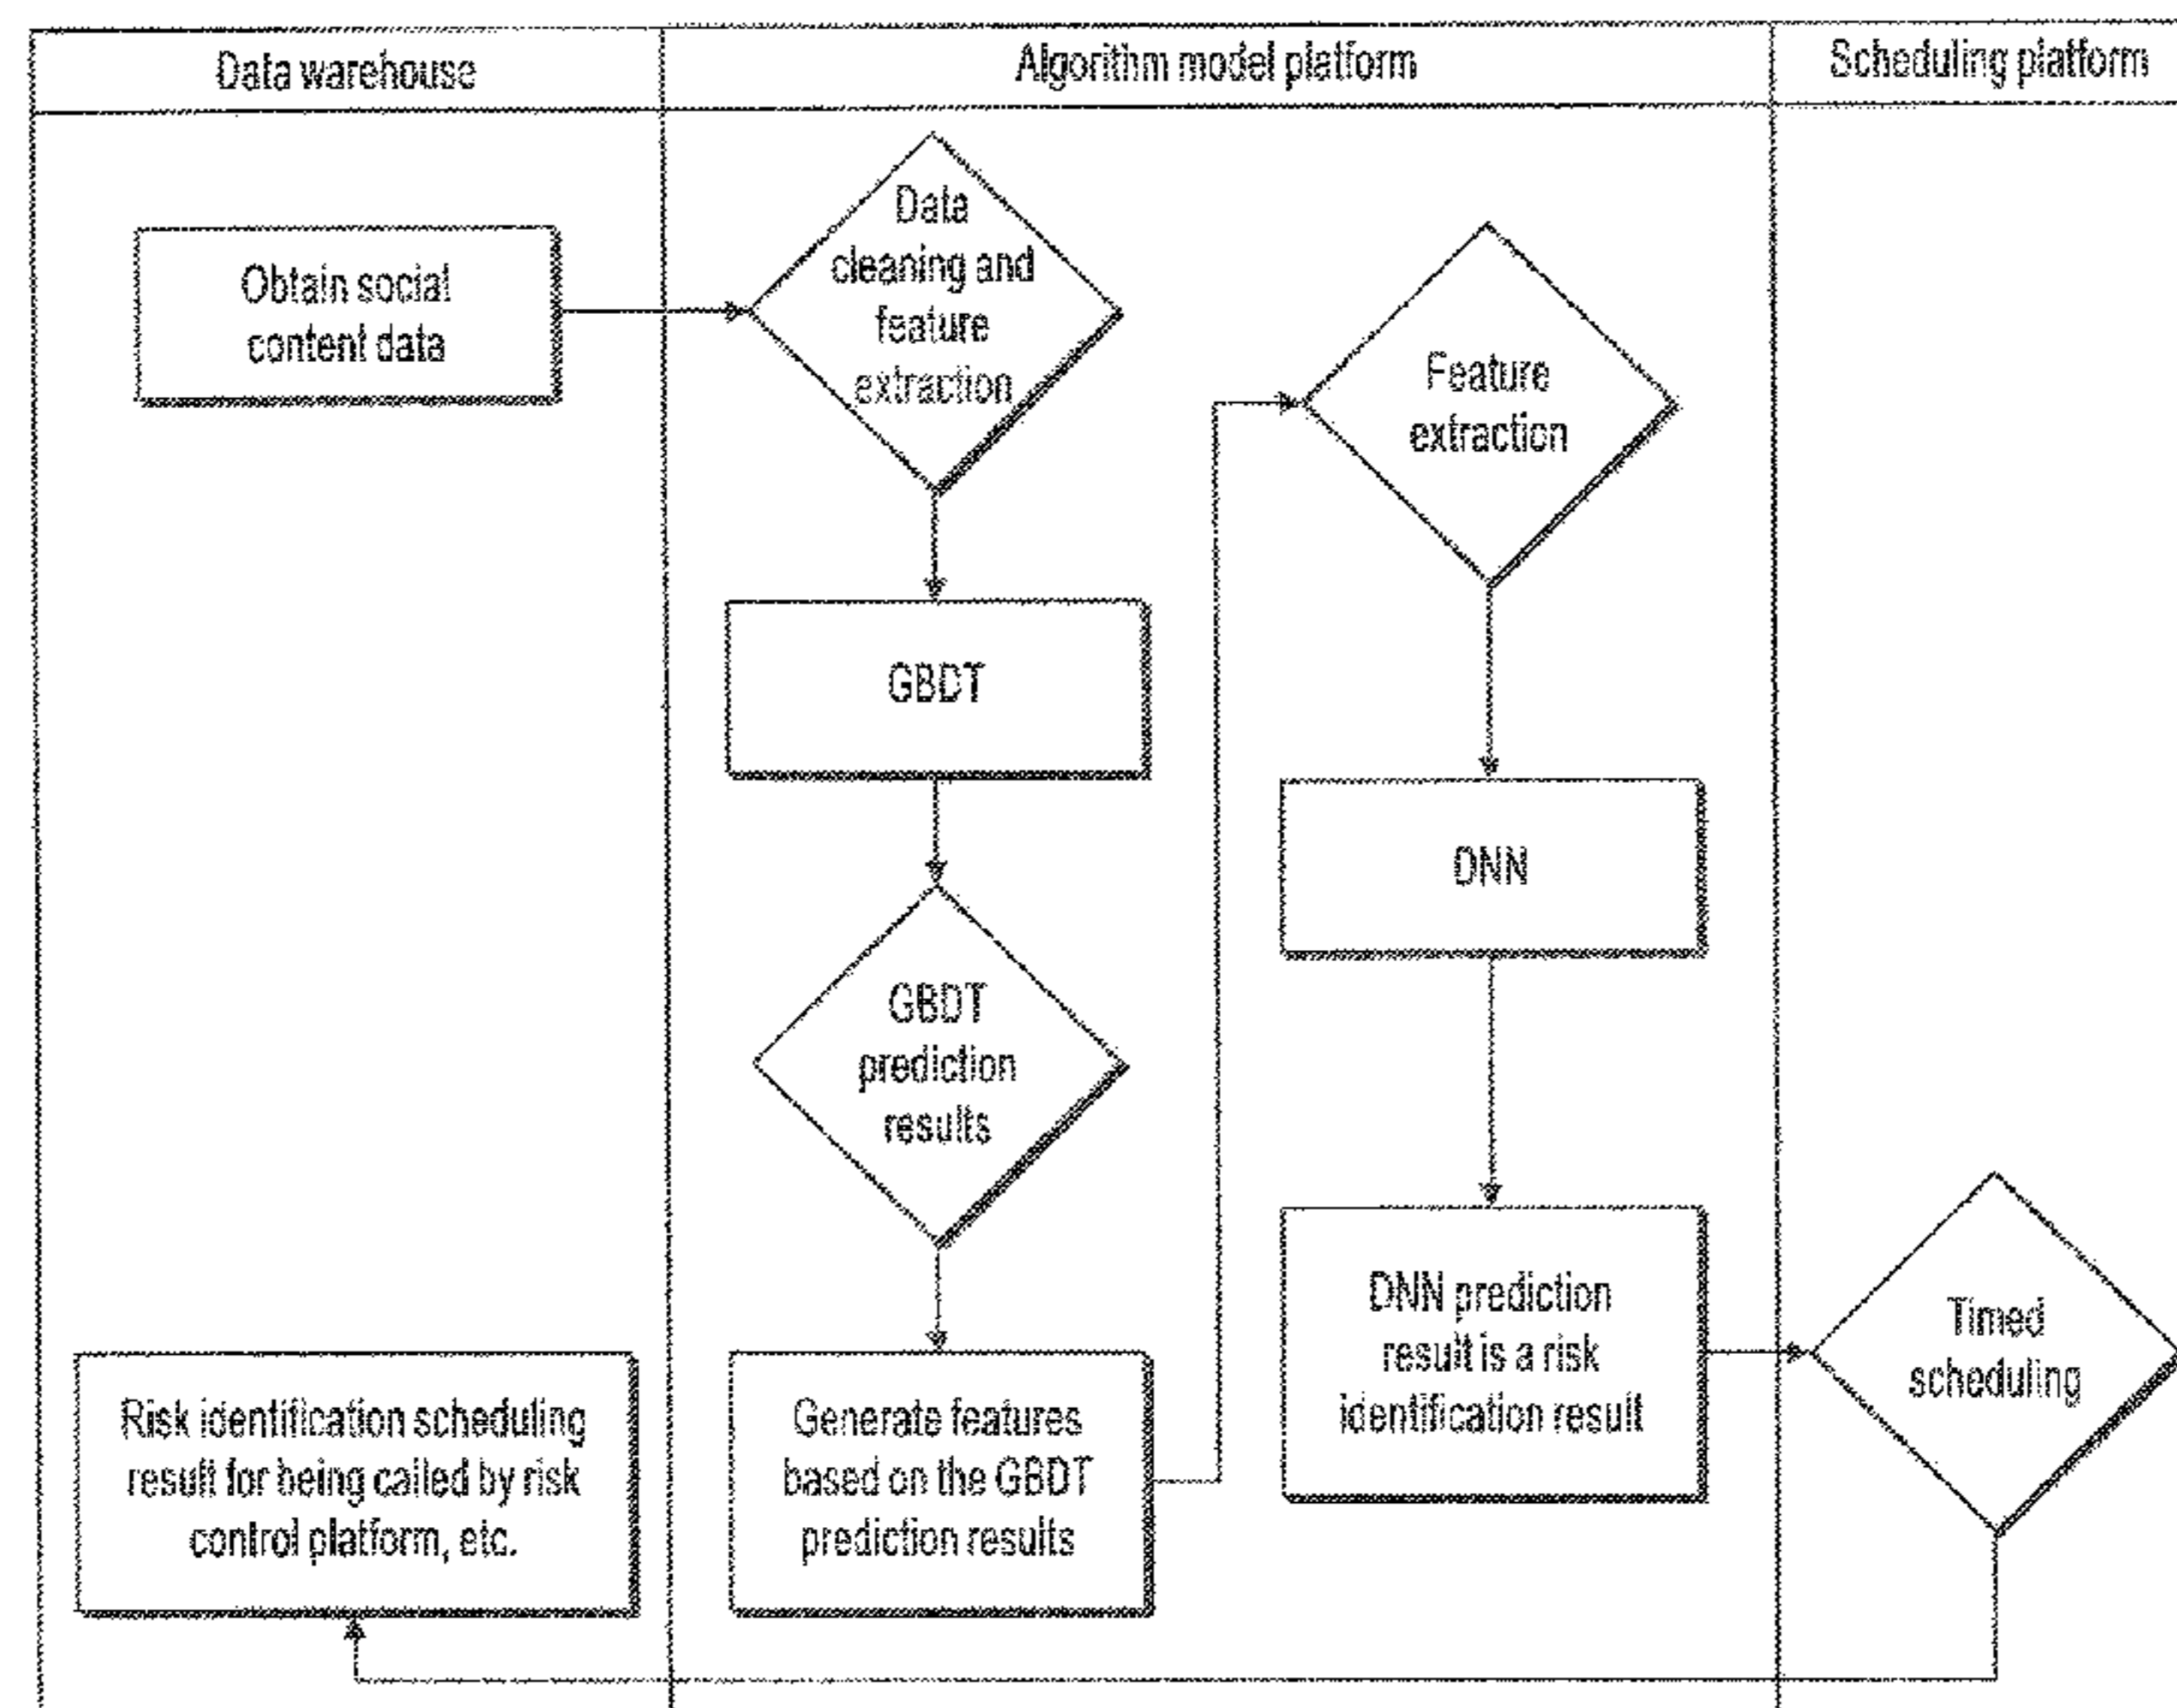 Data warehouse
Algorithm model platform
Scheduling platform
Obtain social
content data
Data
cleaning and
feature
extraction
GBDT
GBDT
prediction
results
Generate features
based on the GBDT
prediction results
Feature
extraction
DNN
DNN prediction
result is a risk
identification result
Timed
scheduling
Risk identification scheduling
result for being called by risk
control platform, etc.